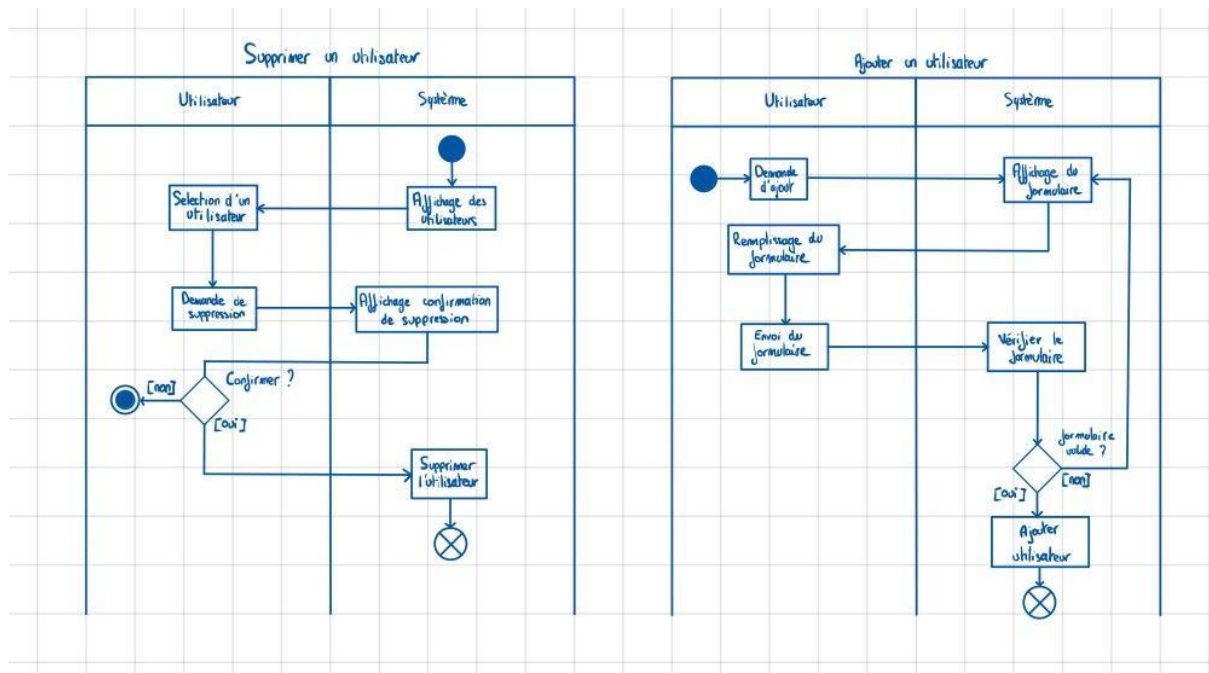 Supprimer un utilisateur
Utilisateur
Système
Affichage des
utilisateurs
Selection d'un
utilisateur
Demande de
suppression
Affichage confirmation
de suppression
Confirmer ?
[non]
[oui]
Supprimer
l'utilisateur
Ajouter un utilisateur
Utilisateur
Système
Demande
d'ajout
Affichage du
formulaire
Remplissage du
formulaire
Envoi du
formulaire
Vérifier le
formulaire
formulaire
valide ?
[non]
[oui]
Ajouter
utilisateur